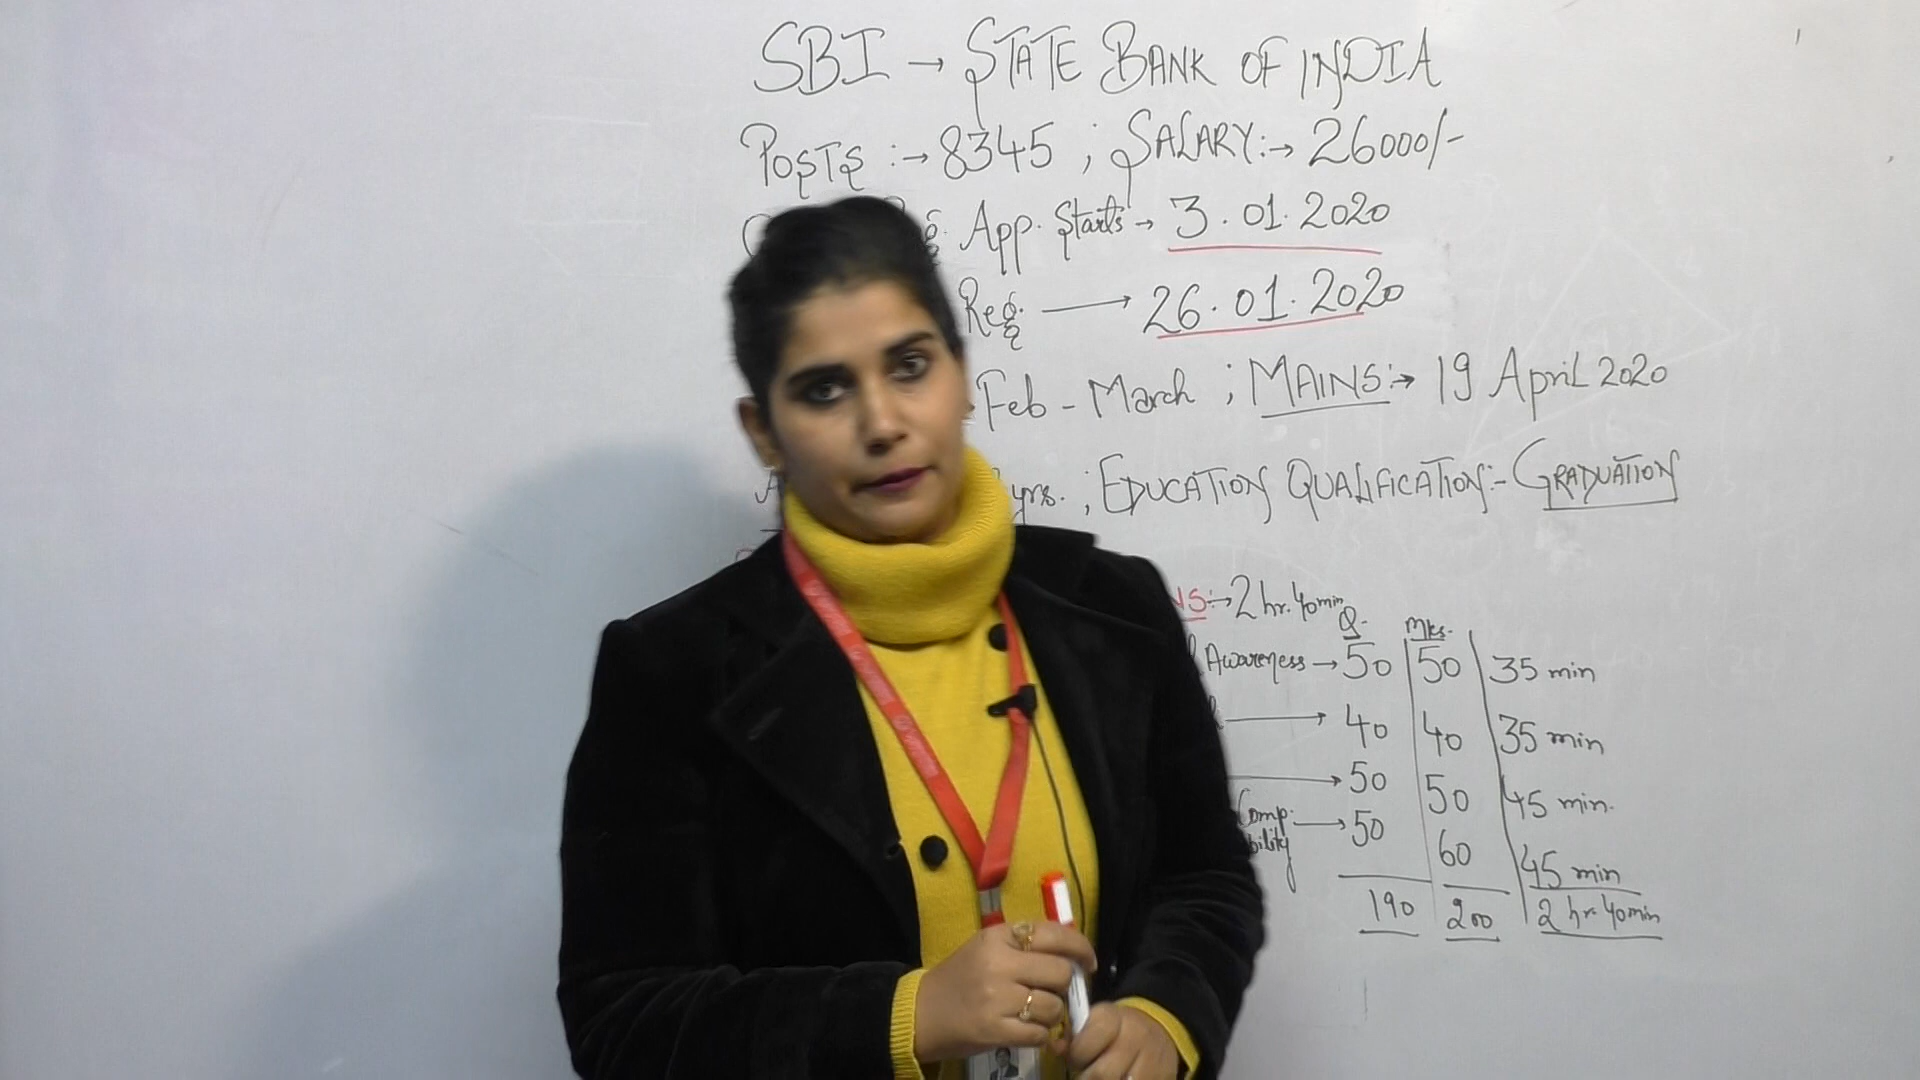 SBI → STATE BANK OF INDIA
POSTS :→ 8345 ; SALARY:→ 26000/-
App. Starts → 3.01.2020
Reg. → 26.01.2020
Feb - March ; MAINS:→ 19 April 2020
yrs. ; EDUCATION QUALIFICATION:- GRADUATION
NS:→ 2 hr. 40 min
Q. Mks.
Awareness → 50 50 35 min
→ 40 40 35 min
→ 50 50 45 min.
Comp. → 50 60 45 min
bility
190 200 2 hr 40 min